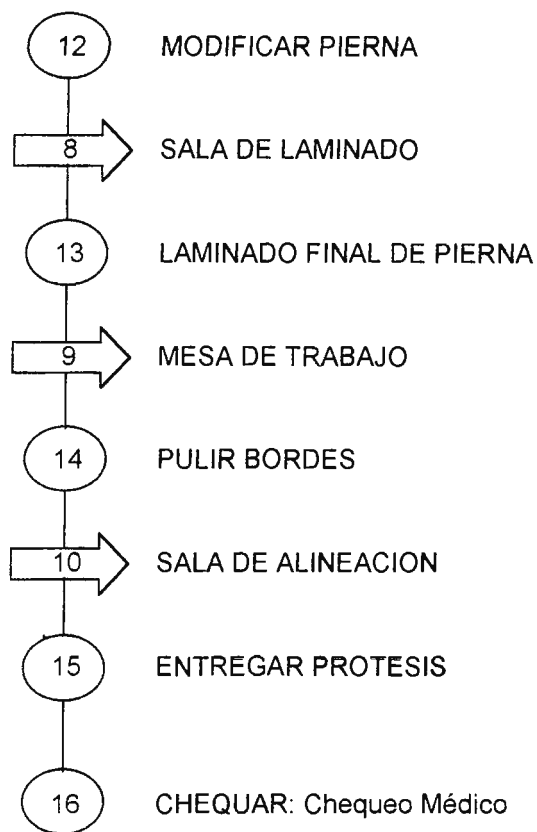 12 MODIFICAR PIERNA
8 SALA DE LAMINADO
13 LAMINADO FINAL DE PIERNA
9 MESA DE TRABAJO
14 PULIR BORDES
10 SALA DE ALINEACION
15 ENTREGAR PROTESIS
16 CHEQUAR: Chequeo Médico